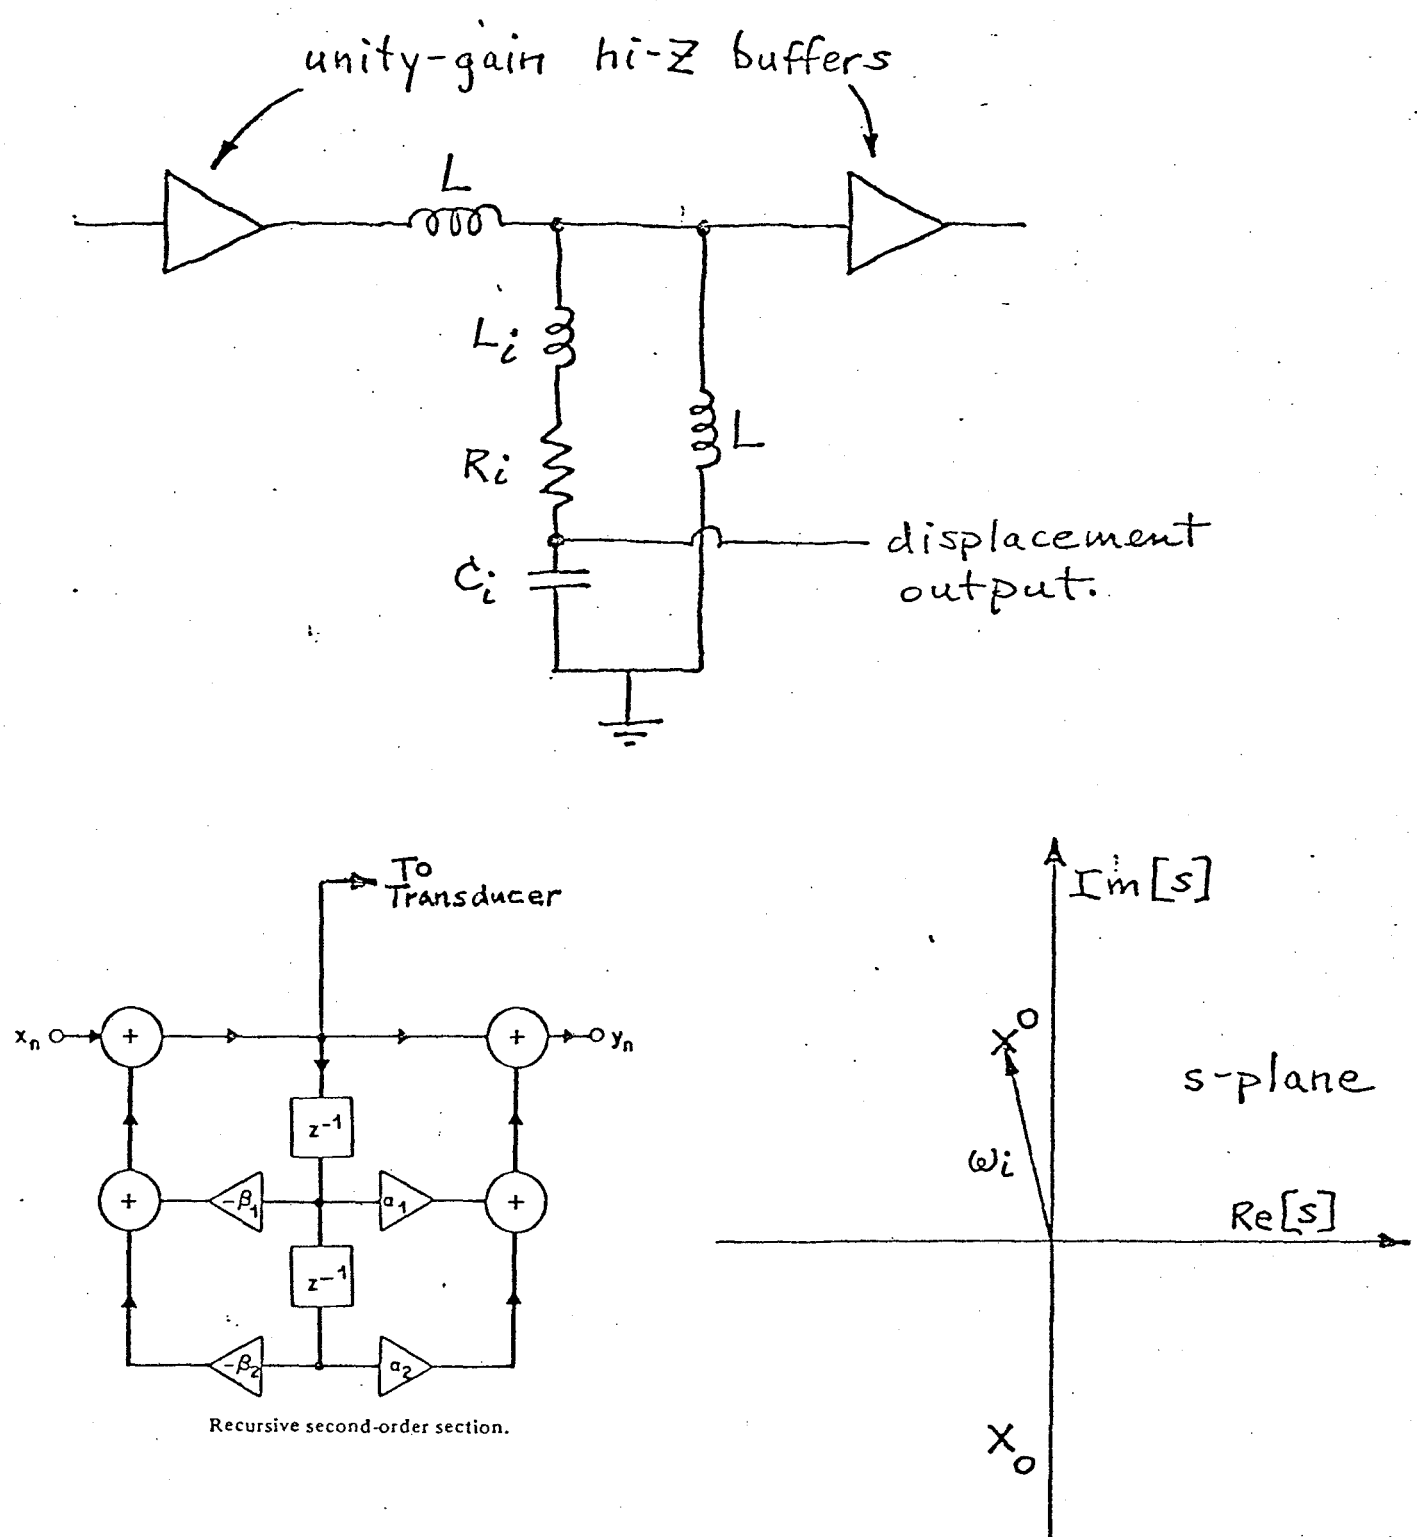 unity-gain hi-Z buffers
L
Li
Ri
L
Ci
displacement
output.
To
Transducer
xn
+
+
yn
z−1
+
−β1
α1
+
z−1
−β2
α2
Recursive second-order section.
Im[s]
X O
s-plane
ωi
Re[s]
X O